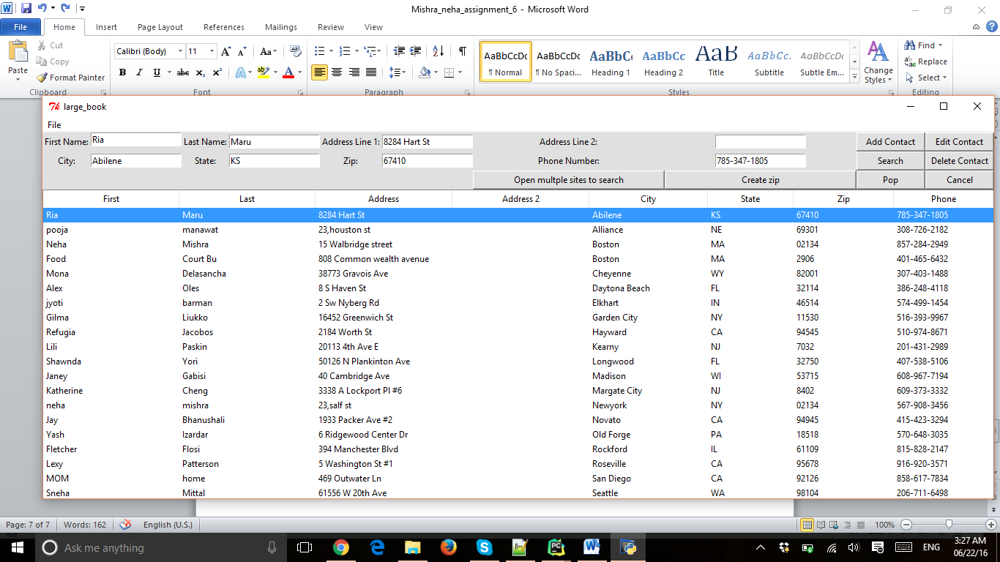 Mishra_neha_assignment_6 - Microsoft Word
File Home Insert Page Layout References Mailings Review View
Paste Cut Copy Format Painter
Calibri (Body) 11
AaBbCcDc AaBbCcDc AaBbCc AaBbCc AaB AaBbCc. AaBbCcDc
¶ Normal ¶ No Spaci... Heading 1 Heading 2 Title Subtitle Subtle Em...
Change Styles
Find Replace Select
Clipboard Font Paragraph Styles Editing
large_book
File
First Name: Ria Last Name: Maru Address Line 1: 8284 Hart St Address Line 2: Add Contact Edit Contact
City: Abilene State: KS Zip: 67410 Phone Number: 785-347-1805 Search Delete Contact
Open multple sites to search Create zip Pop Cancel
First Last Address Address 2 City State Zip Phone
Ria Maru 8284 Hart St Abilene KS 67410 785-347-1805
pooja manawat 23,houston st Alliance NE 69301 308-726-2182
Neha Mishra 15 Walbridge street Boston MA 02134 857-284-2949
Food Court Bu 808 Common wealth avenue Boston MA 2906 401-465-6432
Mona Delasancha 38773 Gravois Ave Cheyenne WY 82001 307-403-1488
Alex Oles 8 S Haven St Daytona Beach FL 32114 386-248-4118
jyoti barman 2 Sw Nyberg Rd Elkhart IN 46514 574-499-1454
Gilma Liukko 16452 Greenwich St Garden City NY 11530 516-393-9967
Refugia Jacobos 2184 Worth St Hayward CA 94545 510-974-8671
Lili Paskin 20113 4th Ave E Kearny NJ 7032 201-431-2989
Shawnda Yori 50126 N Plankinton Ave Longwood FL 32750 407-538-5106
Janey Gabisi 40 Cambridge Ave Madison WI 53715 608-967-7194
Katherine Cheng 3338 A Lockport Pl #6 Margate City NJ 8402 609-373-3332
neha mishra 23,salf st Newyork NY 02134 567-908-3456
Jay Bhanushali 1933 Packer Ave #2 Novato CA 94945 415-423-3294
Yash Izardar 6 Ridgewood Center Dr Old Forge PA 18518 570-648-3035
Fletcher Flosi 394 Manchester Blvd Rockford IL 61109 815-828-2147
Lexy Patterson 5 Washington St #1 Roseville CA 95678 916-920-3571
MOM home 469 Outwater Ln San Diego CA 92126 858-617-7834
Sneha Mittal 61556 W 20th Ave Seattle WA 98104 206-711-6498
Page: 7 of 7 Words: 162 English (U.S.) 100%
Ask me anything ENG 3:27 AM
06/22/16